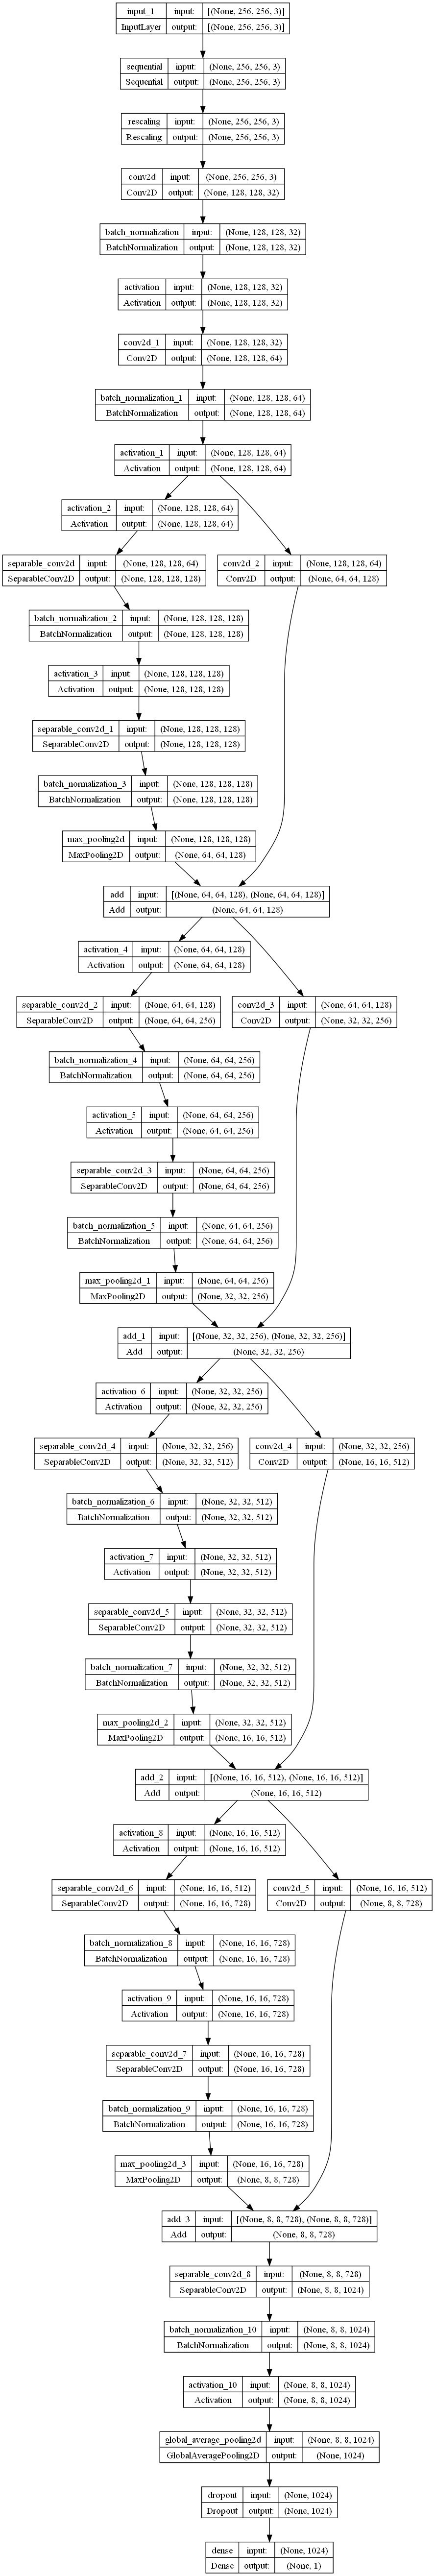 input_1 input: [(None, 256, 256, 3)]
InputLayer output: [(None, 256, 256, 3)]
sequential input: (None, 256, 256, 3)
Sequential output: (None, 256, 256, 3)
rescaling input: (None, 256, 256, 3)
Rescaling output: (None, 256, 256, 3)
conv2d input: (None, 256, 256, 3)
Conv2D output: (None, 128, 128, 32)
batch_normalization input: (None, 128, 128, 32)
BatchNormalization output: (None, 128, 128, 32)
activation input: (None, 128, 128, 32)
Activation output: (None, 128, 128, 32)
conv2d_1 input: (None, 128, 128, 32)
Conv2D output: (None, 128, 128, 64)
batch_normalization_1 input: (None, 128, 128, 64)
BatchNormalization output: (None, 128, 128, 64)
activation_1 input: (None, 128, 128, 64)
Activation output: (None, 128, 128, 64)
activation_2 input: (None, 128, 128, 64)
Activation output: (None, 128, 128, 64)
separable_conv2d input: (None, 128, 128, 64)
SeparableConv2D output: (None, 128, 128, 128)
conv2d_2 input: (None, 128, 128, 64)
Conv2D output: (None, 64, 64, 128)
batch_normalization_2 input: (None, 128, 128, 128)
BatchNormalization output: (None, 128, 128, 128)
activation_3 input: (None, 128, 128, 128)
Activation output: (None, 128, 128, 128)
separable_conv2d_1 input: (None, 128, 128, 128)
SeparableConv2D output: (None, 128, 128, 128)
batch_normalization_3 input: (None, 128, 128, 128)
BatchNormalization output: (None, 128, 128, 128)
max_pooling2d input: (None, 128, 128, 128)
MaxPooling2D output: (None, 64, 64, 128)
add input: [(None, 64, 64, 128), (None, 64, 64, 128)]
Add output: (None, 64, 64, 128)
activation_4 input: (None, 64, 64, 128)
Activation output: (None, 64, 64, 128)
separable_conv2d_2 input: (None, 64, 64, 128)
SeparableConv2D output: (None, 64, 64, 256)
conv2d_3 input: (None, 64, 64, 128)
Conv2D output: (None, 32, 32, 256)
batch_normalization_4 input: (None, 64, 64, 256)
BatchNormalization output: (None, 64, 64, 256)
activation_5 input: (None, 64, 64, 256)
Activation output: (None, 64, 64, 256)
separable_conv2d_3 input: (None, 64, 64, 256)
SeparableConv2D output: (None, 64, 64, 256)
batch_normalization_5 input: (None, 64, 64, 256)
BatchNormalization output: (None, 64, 64, 256)
max_pooling2d_1 input: (None, 64, 64, 256)
MaxPooling2D output: (None, 32, 32, 256)
add_1 input: [(None, 32, 32, 256), (None, 32, 32, 256)]
Add output: (None, 32, 32, 256)
activation_6 input: (None, 32, 32, 256)
Activation output: (None, 32, 32, 256)
separable_conv2d_4 input: (None, 32, 32, 256)
SeparableConv2D output: (None, 32, 32, 512)
conv2d_4 input: (None, 32, 32, 256)
Conv2D output: (None, 16, 16, 512)
batch_normalization_6 input: (None, 32, 32, 512)
BatchNormalization output: (None, 32, 32, 512)
activation_7 input: (None, 32, 32, 512)
Activation output: (None, 32, 32, 512)
separable_conv2d_5 input: (None, 32, 32, 512)
SeparableConv2D output: (None, 32, 32, 512)
batch_normalization_7 input: (None, 32, 32, 512)
BatchNormalization output: (None, 32, 32, 512)
max_pooling2d_2 input: (None, 32, 32, 512)
MaxPooling2D output: (None, 16, 16, 512)
add_2 input: [(None, 16, 16, 512), (None, 16, 16, 512)]
Add output: (None, 16, 16, 512)
activation_8 input: (None, 16, 16, 512)
Activation output: (None, 16, 16, 512)
separable_conv2d_6 input: (None, 16, 16, 512)
SeparableConv2D output: (None, 16, 16, 728)
conv2d_5 input: (None, 16, 16, 512)
Conv2D output: (None, 8, 8, 728)
batch_normalization_8 input: (None, 16, 16, 728)
BatchNormalization output: (None, 16, 16, 728)
activation_9 input: (None, 16, 16, 728)
Activation output: (None, 16, 16, 728)
separable_conv2d_7 input: (None, 16, 16, 728)
SeparableConv2D output: (None, 16, 16, 728)
batch_normalization_9 input: (None, 16, 16, 728)
BatchNormalization output: (None, 16, 16, 728)
max_pooling2d_3 input: (None, 16, 16, 728)
MaxPooling2D output: (None, 8, 8, 728)
add_3 input: [(None, 8, 8, 728), (None, 8, 8, 728)]
Add output: (None, 8, 8, 728)
separable_conv2d_8 input: (None, 8, 8, 728)
SeparableConv2D output: (None, 8, 8, 1024)
batch_normalization_10 input: (None, 8, 8, 1024)
BatchNormalization output: (None, 8, 8, 1024)
activation_10 input: (None, 8, 8, 1024)
Activation output: (None, 8, 8, 1024)
global_average_pooling2d input: (None, 8, 8, 1024)
GlobalAveragePooling2D output: (None, 1024)
dropout input: (None, 1024)
Dropout output: (None, 1024)
dense input: (None, 1024)
Dense output: (None, 1)